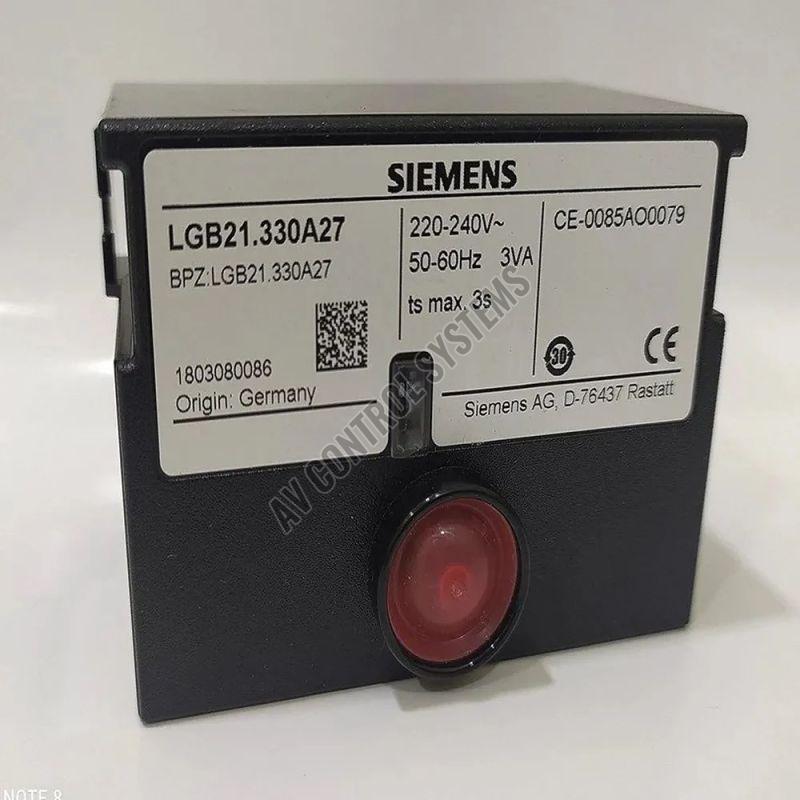 SIEMENS
LGB21.330A27
BPZ:LGB21.330A27
1803080086
Origin: Germany
220-240V~
50-60Hz 3VA
ts max. 3s
CE-0085AO0079
30
CE
Siemens AG, D-76437 Rastatt
AV CONTROL SYSTEMS
NOTE 8